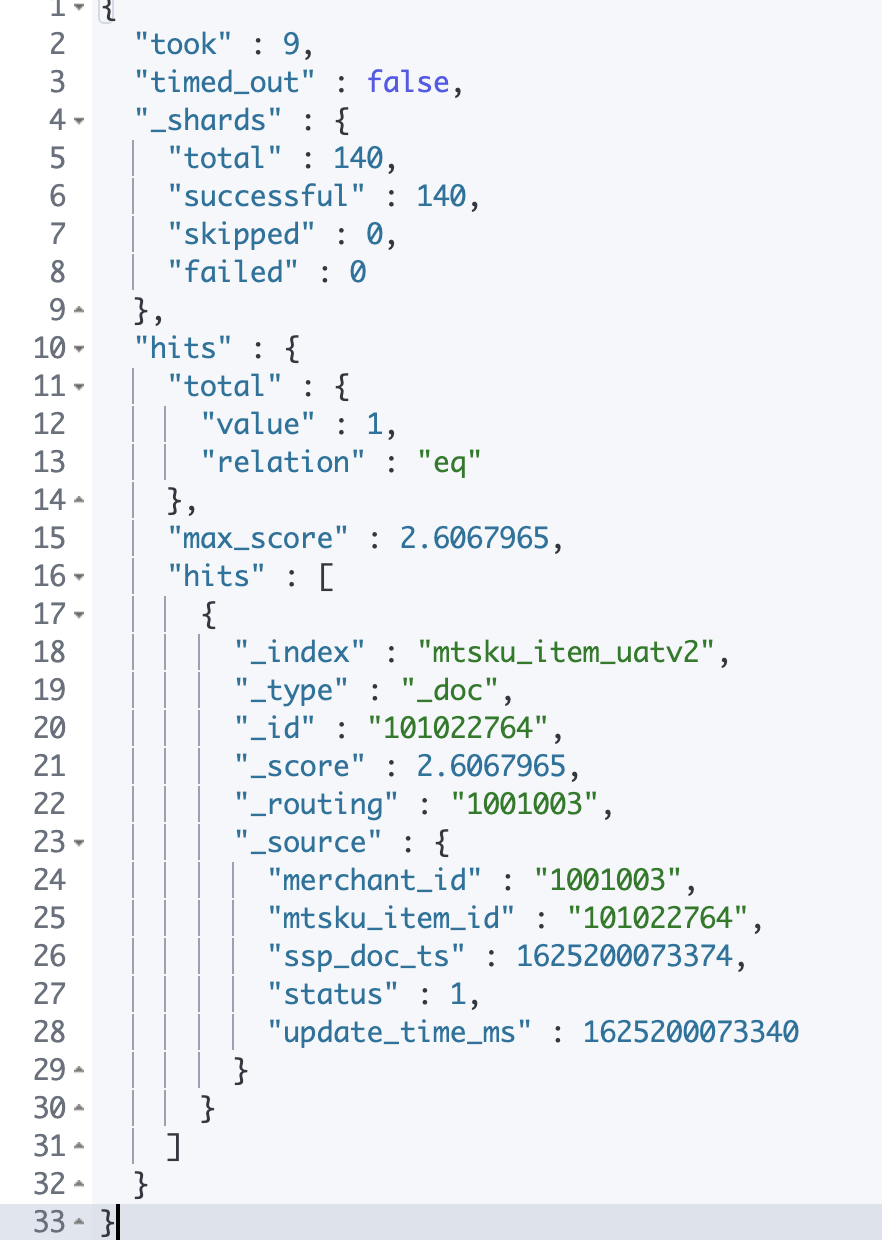 1 {
2 "took" : 9,
3 "timed_out" : false,
4 "_shards" : {
5 "total" : 140,
6 "successful" : 140,
7 "skipped" : 0,
8 "failed" : 0
9 },
10 "hits" : {
11 "total" : {
12 "value" : 1,
13 "relation" : "eq"
14 },
15 "max_score" : 2.6067965,
16 "hits" : [
17 {
18 "_index" : "mtsku_item_uatv2",
19 "_type" : "_doc",
20 "_id" : "101022764",
21 "_score" : 2.6067965,
22 "_routing" : "1001003",
23 "_source" : {
24 "merchant_id" : "1001003",
25 "mtsku_item_id" : "101022764",
26 "ssp_doc_ts" : 1625200073374,
27 "status" : 1,
28 "update_time_ms" : 1625200073340
29 }
30 }
31 ]
32 }
33 }